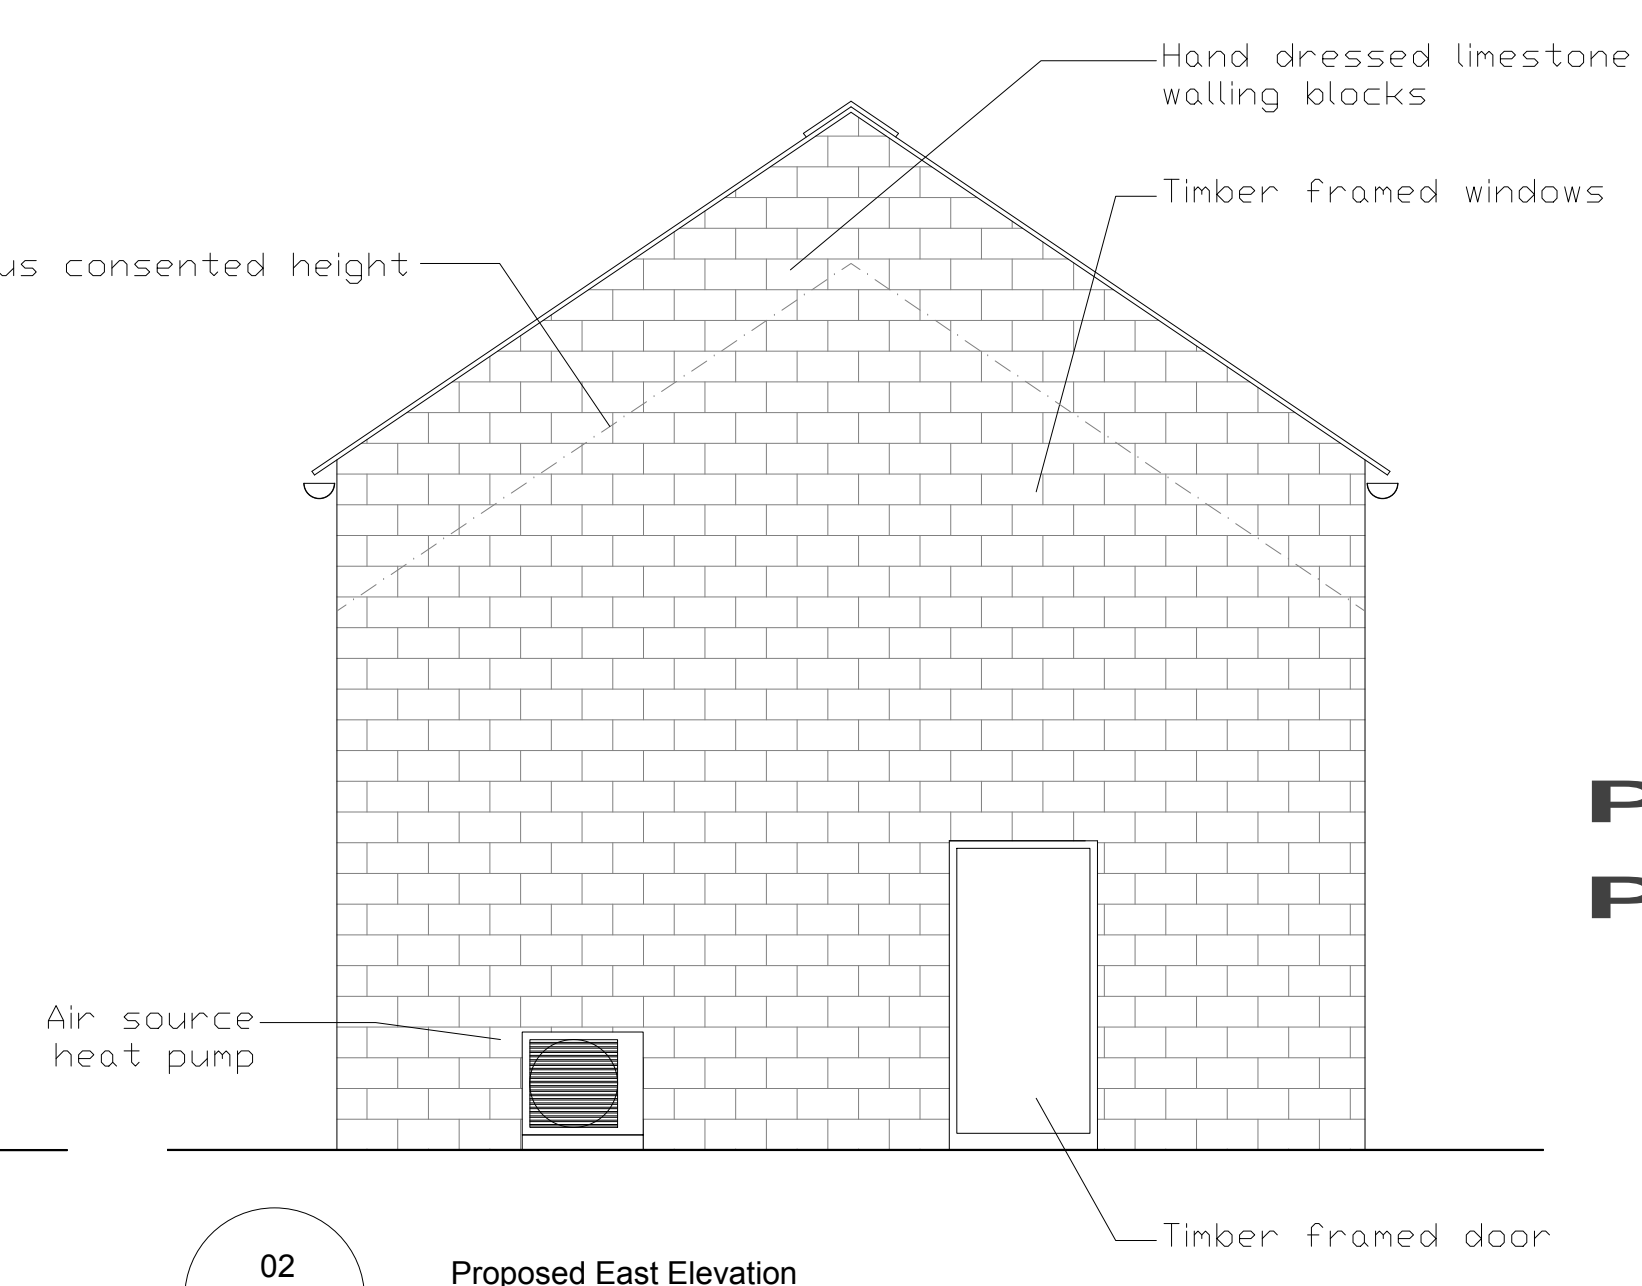 Hand dressed limestone
walling blocks
Timber framed windows
consented height
Air source
heat pump
Timber framed door
02
Proposed East Elevation